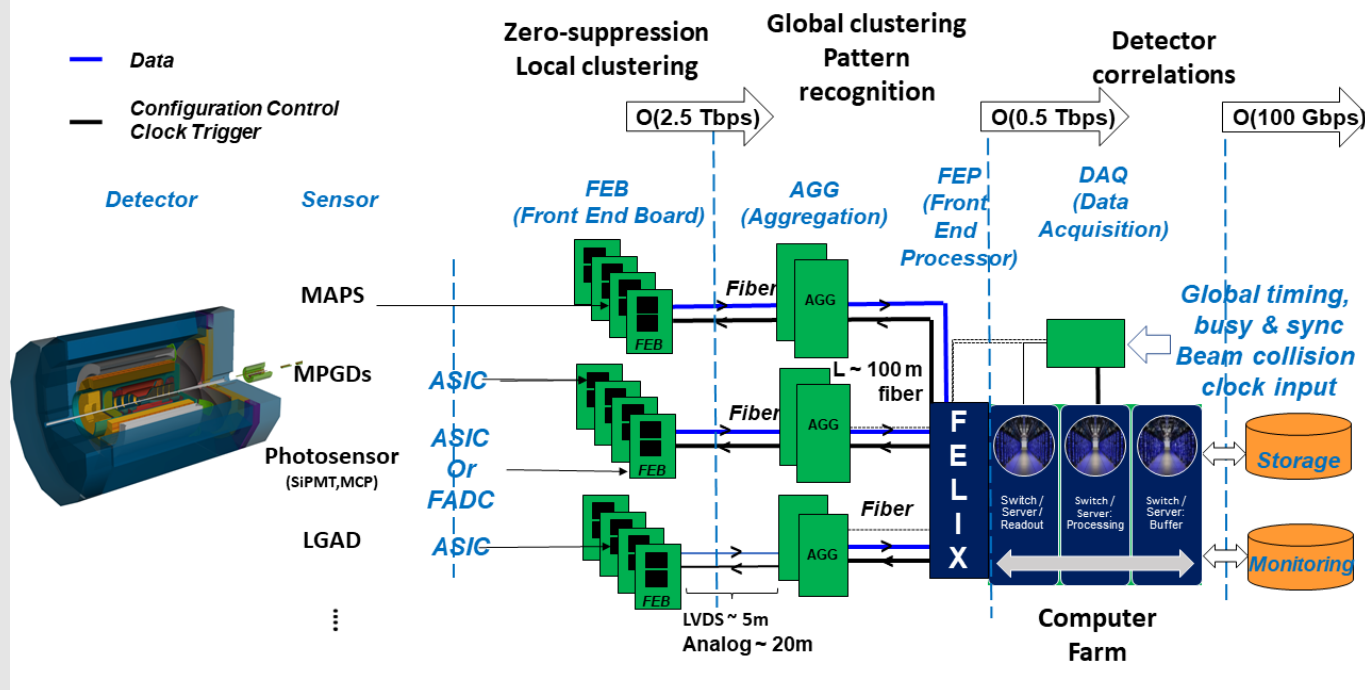 Data
Configuration Control
Clock Trigger
Zero-suppression
Local clustering
Global clustering
Pattern
recognition
Detector
correlations
O(2.5 Tbps)
O(0.5 Tbps)
O(100 Gbps)
Detector
Sensor
FEB
(Front End Board)
AGG
(Aggregation)
FEP
(Front
End
Processor)
DAQ
(Data
Acquisition)
MAPS
MPGDs
Photosensor
(SiPMT,MCP)
LGAD
ASIC
ASIC
Or
FADC
ASIC
FEB
FEB
FEB
Fiber
Fiber
Fiber
AGG
AGG
AGG
L ~ 100 m
fiber
LVDS ~ 5m
Analog ~ 20m
FELIX
Global timing,
busy & sync
Beam collision
clock input
Switch /
Server /
Readout
Switch /
Server:
Processing
Switch /
Server:
Buffer
Storage
Monitoring
Computer
Farm